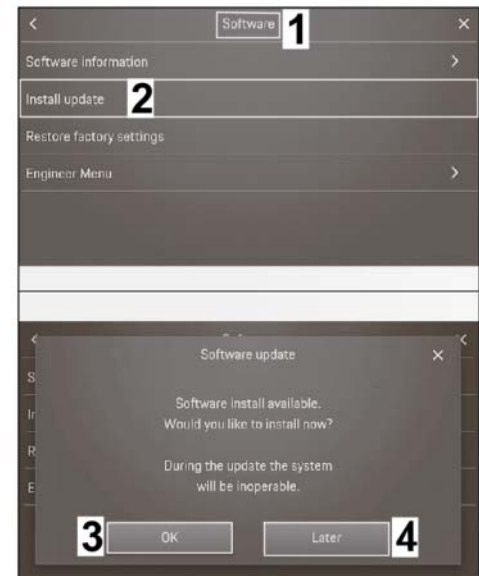 Software 1
Software information
Install update 2
Restore factory settings
Engineer Menu
Software update
S
Software install available.
In
Would you like to install now?
R
During the update the system
E
will be inoperable.
3 OK Later 4